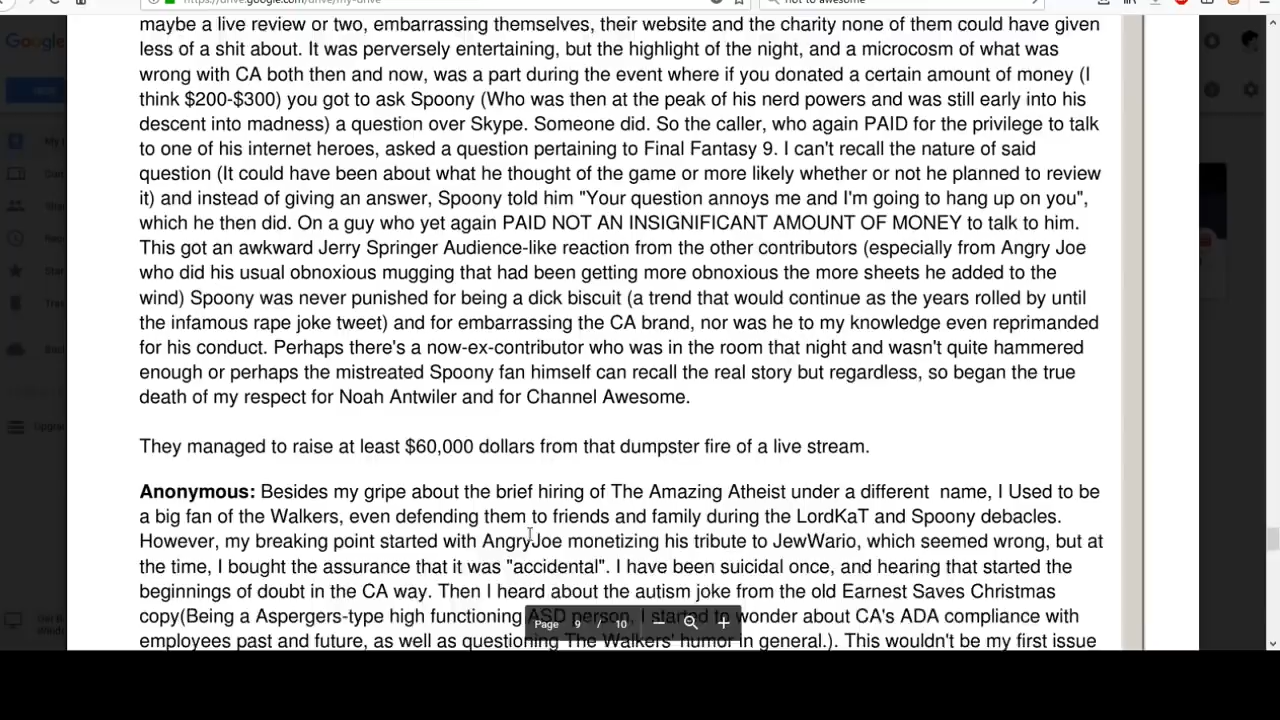 https://drive.google.com/drive/my-drive
not to awesome
Google
maybe a live review or two, embarrassing themselves, their website and the charity none of them could have given
less of a shit about. It was perversely entertaining, but the highlight of the night, and a microcosm of what was
wrong with CA both then and now, was a part during the event where if you donated a certain amount of money (I
think $200-$300) you got to ask Spoony (Who was then at the peak of his nerd powers and was still early into his
descent into madness) a question over Skype. Someone did. So the caller, who again PAID for the privilege to talk
to one of his internet heroes, asked a question pertaining to Final Fantasy 9. I can't recall the nature of said
question (It could have been about what he thought of the game or more likely whether or not he planned to review
it) and instead of giving an answer, Spoony told him "Your question annoys me and I'm going to hang up on you",
which he then did. On a guy who yet again PAID NOT AN INSIGNIFICANT AMOUNT OF MONEY to talk to him.
This got an awkward Jerry Springer Audience-like reaction from the other contributors (especially from Angry Joe
who did his usual obnoxious mugging that had been getting more obnoxious the more sheets he added to the
wind) Spoony was never punished for being a dick biscuit (a trend that would continue as the years rolled by until
the infamous rape joke tweet) and for embarrassing the CA brand, nor was he to my knowledge even reprimanded
for his conduct. Perhaps there's a now-ex-contributor who was in the room that night and wasn't quite hammered
enough or perhaps the mistreated Spoony fan himself can recall the real story but regardless, so began the true
death of my respect for Noah Antwiler and for Channel Awesome.
They managed to raise at least $60,000 dollars from that dumpster fire of a live stream.
Anonymous: Besides my gripe about the brief hiring of The Amazing Atheist under a different name, I Used to be
a big fan of the Walkers, even defending them to friends and family during the LordKaT and Spoony debacles.
However, my breaking point started with AngryJoe monetizing his tribute to JewWario, which seemed wrong, but at
the time, I bought the assurance that it was "accidental". I have been suicidal once, and hearing that started the
beginnings of doubt in the CA way. Then I heard about the autism joke from the old Earnest Saves Christmas
copy(Being a Aspergers-type high functioning ASD person, I started to wonder about CA's ADA compliance with
employees past and future, as well as questioning The Walkers' humor in general.). This wouldn't be my first issue
Page 9 / 10